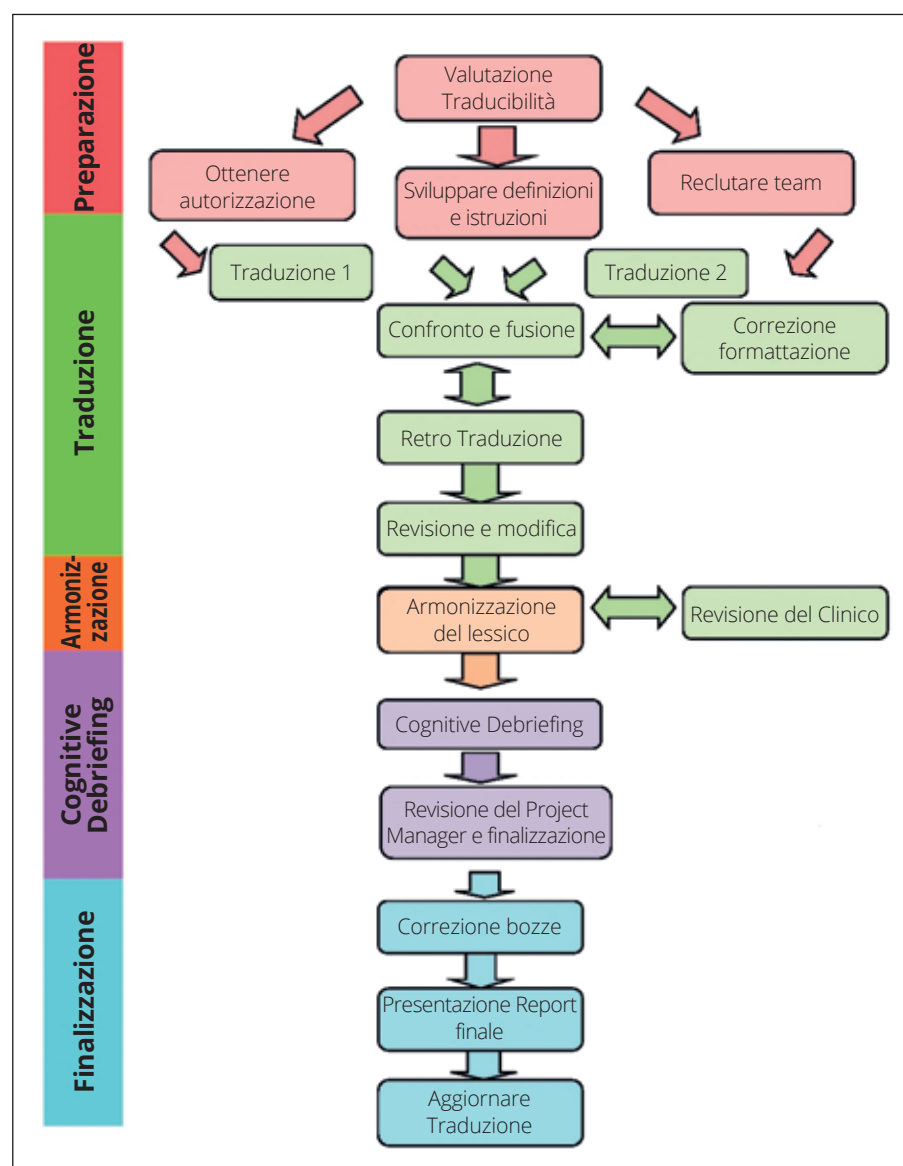 Preparazione
Valutazione
Traducibilità
Ottenere
autorizzazione
Sviluppare definizioni
e istruzioni
Reclutare team
Traduzione
Traduzione 1
Traduzione 2
Confronto e fusione
Correzione
formattazione
Retro Traduzione
Revisione e modifica
Armoniz-
zazione
Armonizzazione
del lessico
Revisione del Clinico
Cognitive
Debriefing
Cognitive Debriefing
Revisione del Project
Manager e finalizzazione
Finalizzazione
Correzione bozze
Presentazione Report
finale
Aggiornare
Traduzione